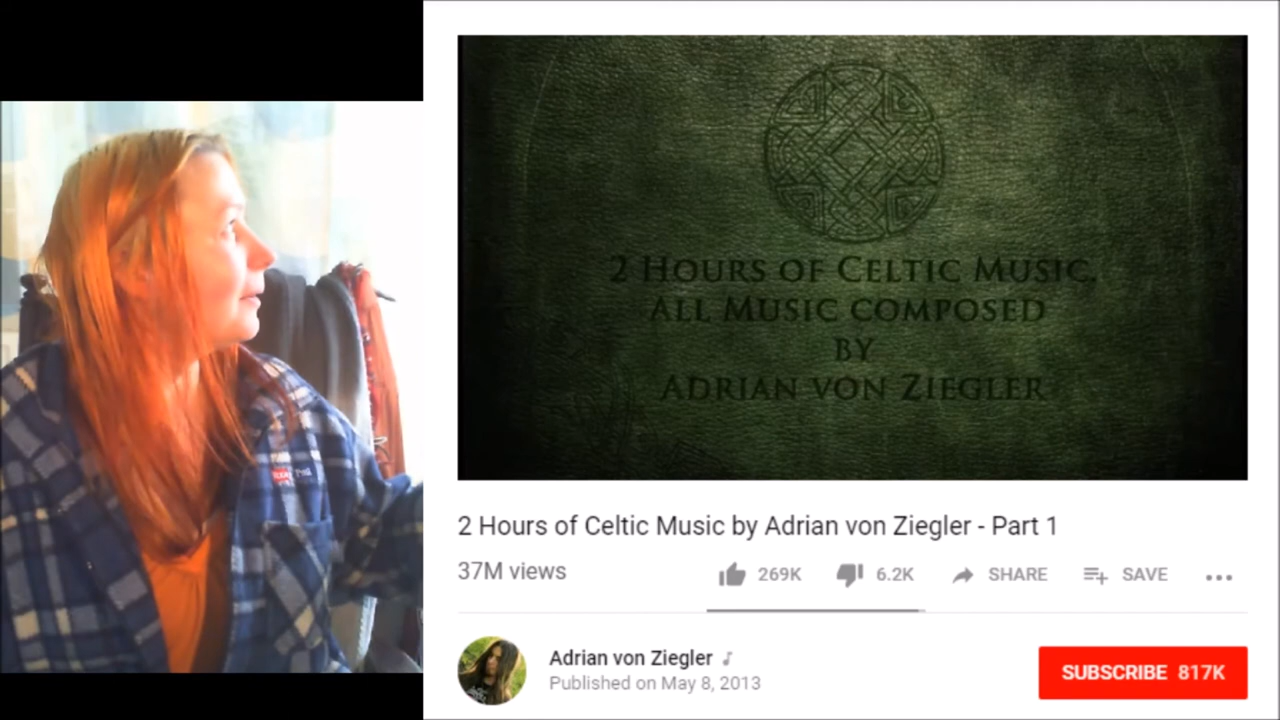 2 Hours of Celtic Music.
All Music composed
by
Adrian von Ziegler
2 Hours of Celtic Music by Adrian von Ziegler - Part 1
37M views
269K
6.2K
SHARE
SAVE
Adrian von Ziegler
Published on May 8, 2013
SUBSCRIBE 817K